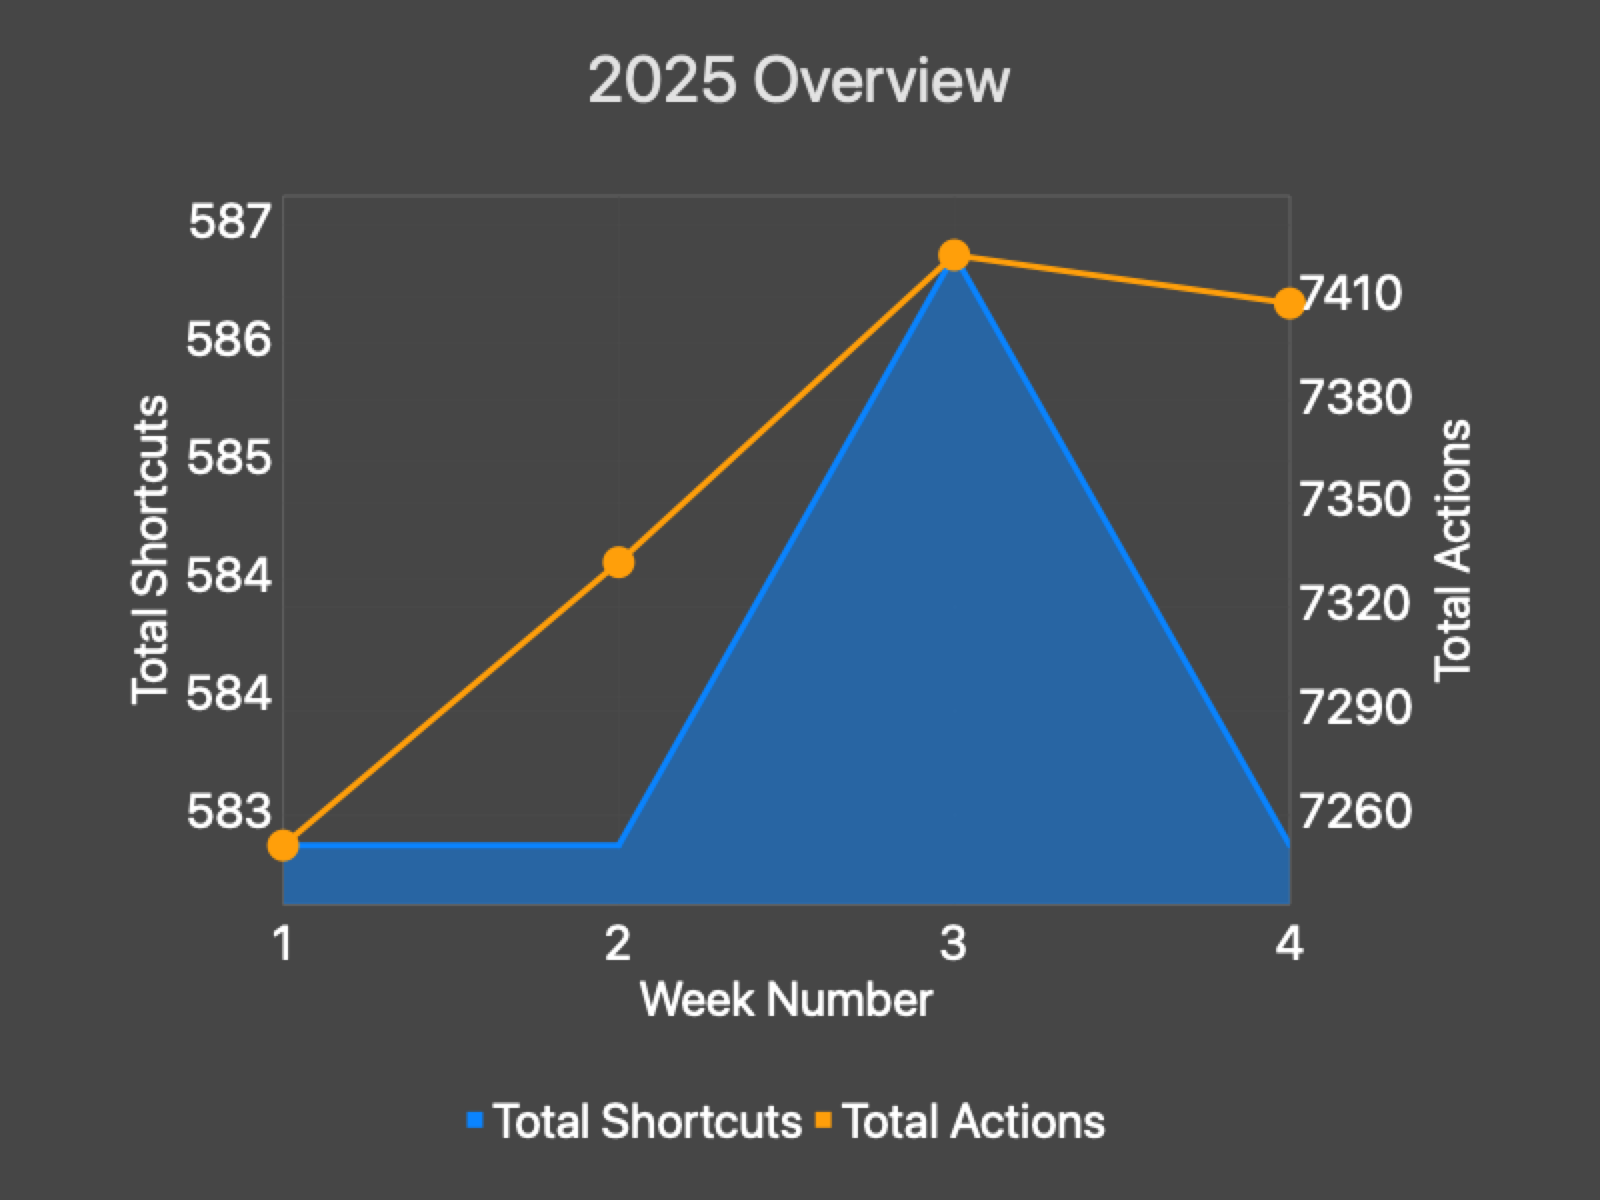 2025 Overview
587
586
585
584
584
583
Total Shortcuts
7410
7380
7350
7320
7290
7260
Total Actions
1 2 3 4
Week Number
Total Shortcuts Total Actions